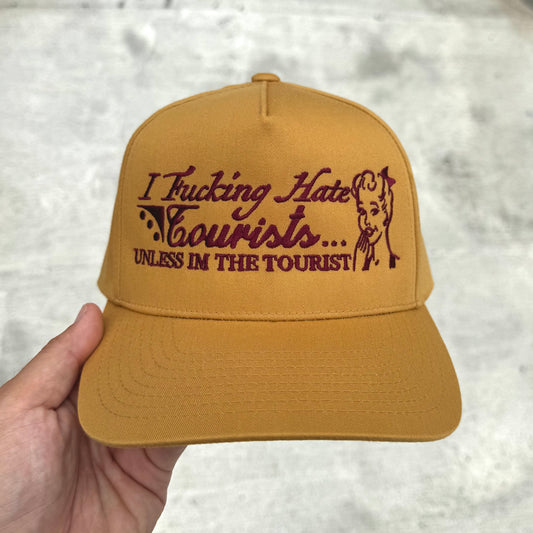 I Fucking Hate
Tourists...
UNLESS IM THE TOURIST